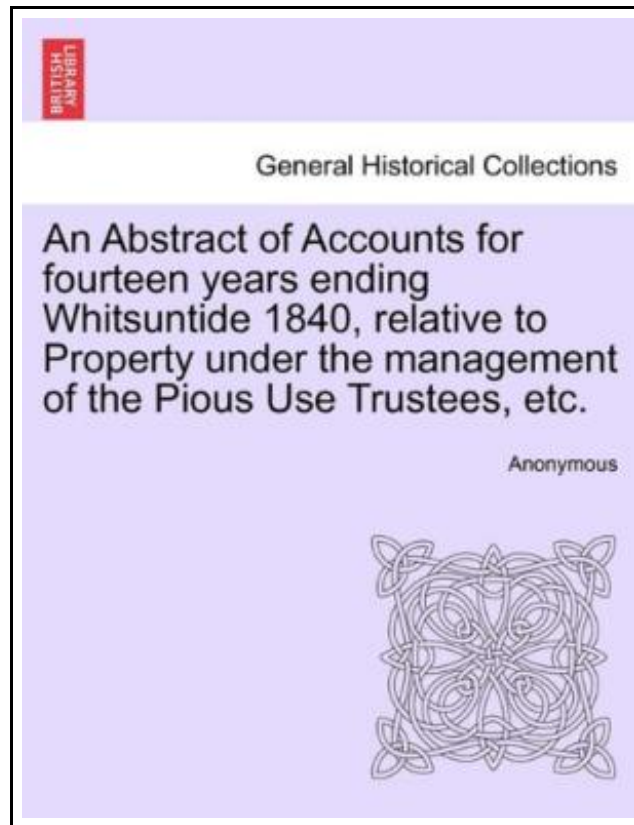 BRITISH
LIBRARY
General Historical Collections
An Abstract of Accounts for
fourteen years ending
Whitsuntide 1840, relative to
Property under the management
of the Pious Use Trustees, etc.
Anonymous